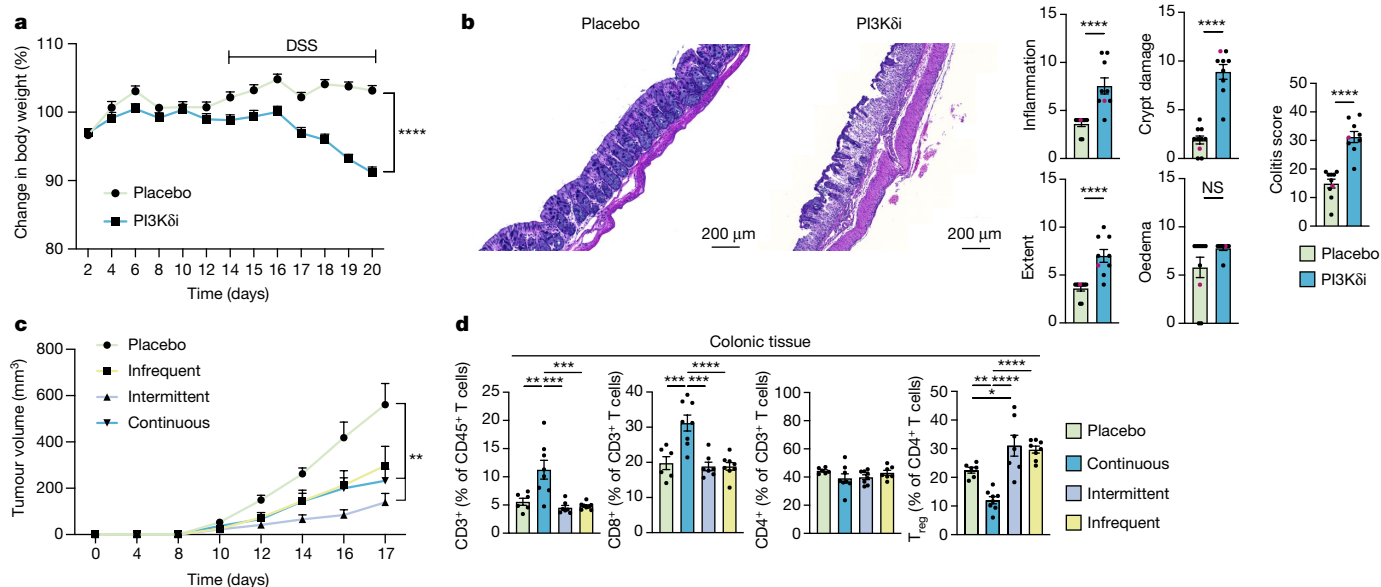 a
DSS
Change in body weight (%)
110
100
90
80
Placebo
PI3Kδi
****
2 4 6 8 10 12 14 15 16 17 18 19 20
Time (days)
b
Placebo
PI3Kδi
200 μm
200 μm
Inflammation
15
10
5
0
****
Crypt damage
15
10
5
0
****
Extent
15
10
5
0
****
Oedema
15
10
5
0
NS
Colitis score
50
40
30
20
10
0
****
Placebo
PI3Kδi
c
Tumour volume (mm³)
800
600
400
200
0
Placebo
Infrequent
Intermittent
Continuous
**
0 4 8 10 12 14 16 17
Time (days)
d
Colonic tissue
CD3⁺ (% of CD45⁺ T cells)
25
20
15
10
5
0
***
** ***
CD8⁺ (% of CD3⁺ T cells)
40
30
20
10
0
****
*** ***
CD4⁺ (% of CD3⁺ T cells)
100
80
60
40
20
0
Treg (% of CD4⁺ T cells)
50
40
30
20
10
0
****
** ****
*
Placebo
Continuous
Intermittent
Infrequent